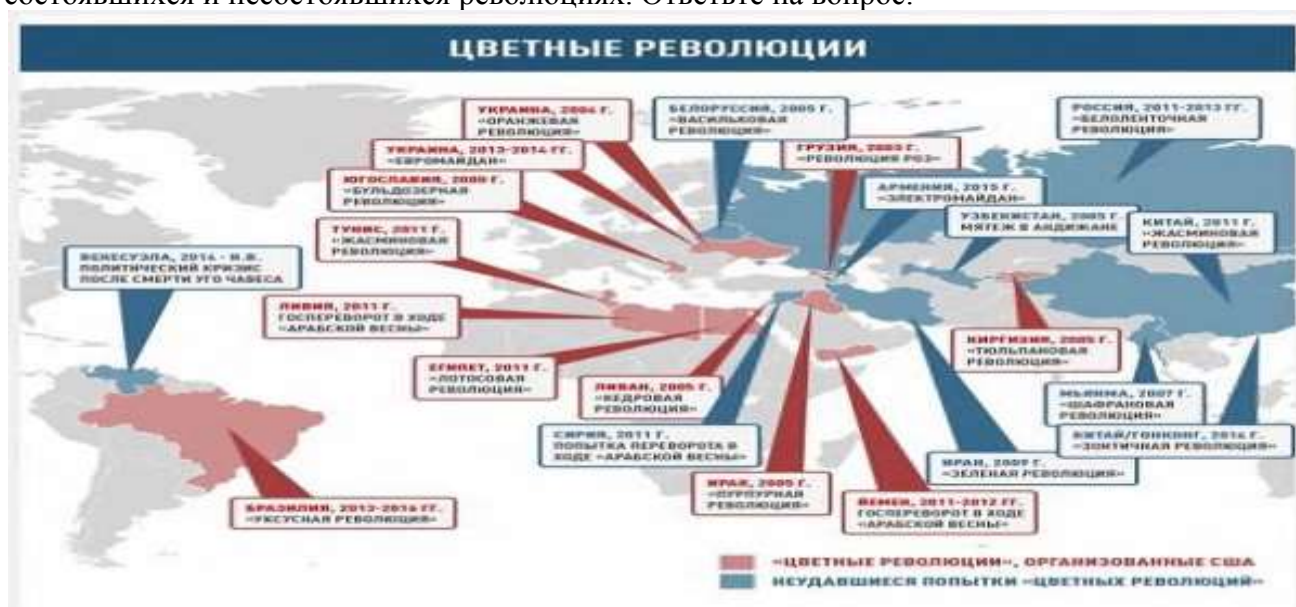 состоявшихся и несостоявшихся революциях. Ответьте на вопрос:
ЦВЕТНЫЕ РЕВОЛЮЦИИ
УКРАИНА, 2004 Г.
«ОРАНЖЕВАЯ
РЕВОЛЮЦИЯ»
БЕЛОРУССИЯ, 2005 Г.
«ВАСИЛЬКОВАЯ
РЕВОЛЮЦИЯ»
РОССИЯ, 2011-2013 ГГ.
«БЕЛОЛЕНТОЧНАЯ
РЕВОЛЮЦИЯ»
УКРАИНА, 2013-2014 ГГ.
«ЕВРОМАЙДАН»
ГРУЗИЯ, 2003 Г.
«РЕВОЛЮЦИЯ РОЗ»
ЮГОСЛАВИЯ, 2000 Г.
«БУЛЬДОЗЕРНАЯ
РЕВОЛЮЦИЯ»
АРМЕНИЯ, 2015 Г.
«ЭЛЕКТРОМАЙДАН»
УЗБЕКИСТАН, 2005 Г.
МЯТЕЖ В АНДИЖАНЕ
КИТАЙ, 2011 Г.
«ЖАСМИНОВАЯ
РЕВОЛЮЦИЯ»
ТУНИС, 2011 Г.
«ЖАСМИНОВАЯ
РЕВОЛЮЦИЯ»
ВЕНЕСУЭЛА, 2014 - Н.В.
ПОЛИТИЧЕСКИЙ КРИЗИС
ПОСЛЕ СМЕРТИ УГО ЧАВЕСА
ЛИВИЯ, 2011 Г.
ГОСПЕРЕВОРОТ В ХОДЕ
«АРАБСКОЙ ВЕСНЫ»
КИРГИЗИЯ, 2005 Г.
«ТЮЛЬПАНОВАЯ
РЕВОЛЮЦИЯ»
ЕГИПЕТ, 2011 Г.
«ЛОТОСОВАЯ
РЕВОЛЮЦИЯ»
ЛИВАН, 2005 Г.
«КЕДРОВАЯ
РЕВОЛЮЦИЯ»
МЬЯНМА, 2007 Г.
«ШАФРАНОВАЯ
РЕВОЛЮЦИЯ»
СИРИЯ, 2011 Г.
ПОПЫТКА ПЕРЕВОРОТА В
ХОДЕ «АРАБСКОЙ ВЕСНЫ»
КИТАЙ/ГОНКОНГ, 2014 Г.
«ЗОНТИЧНАЯ РЕВОЛЮЦИЯ»
ИРАН, 2009 Г.
«ЗЕЛЕНАЯ РЕВОЛЮЦИЯ»
ИРАК, 2005 Г.
«ПУРПУРНАЯ
РЕВОЛЮЦИЯ»
ЙЕМЕН, 2011-2012 ГГ.
ГОСПЕРЕВОРОТ В ХОДЕ
«АРАБСКОЙ ВЕСНЫ»
БРАЗИЛИЯ, 2013-2016 ГГ.
«УКСУСНАЯ РЕВОЛЮЦИЯ»
«ЦВЕТНЫЕ РЕВОЛЮЦИИ», ОРГАНИЗОВАННЫЕ США
НЕУДАВШИЕСЯ ПОПЫТКИ «ЦВЕТНЫХ РЕВОЛЮЦИЙ»